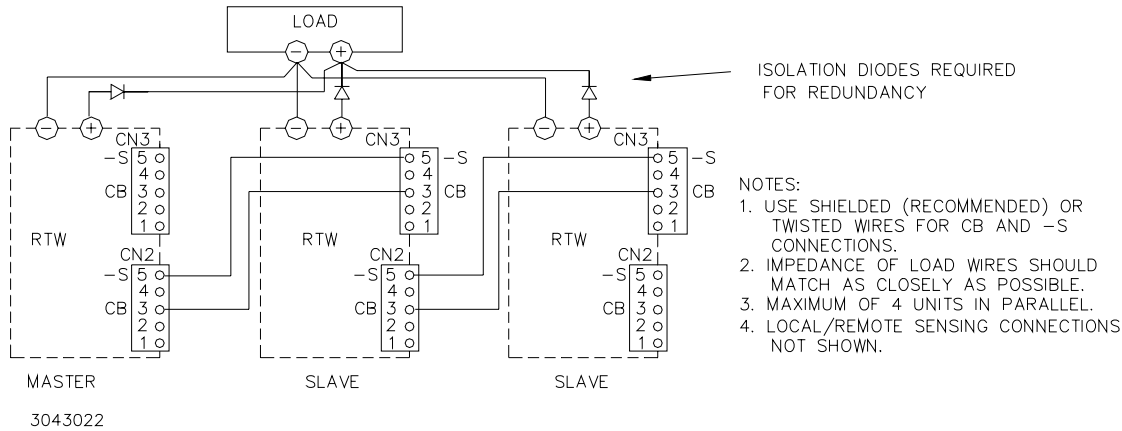 LOAD
−
+
ISOLATION DIODES REQUIRED
FOR REDUNDANCY
− + − + − +
CN3 CN3 CN3
−S 5 5 −S 5 −S
4 4 4
CB 3 3 CB 3 CB
2 2 2
1 1 1
RTW RTW RTW
CN2 CN2 CN2
−S 5 −S 5 −S 5
4 4 4
CB 3 CB 3 CB 3
2 2 2
1 1 1
MASTER SLAVE SLAVE
NOTES:
1. USE SHIELDED (RECOMMENDED) OR
TWISTED WIRES FOR CB AND −S
CONNECTIONS.
2. IMPEDANCE OF LOAD WIRES SHOULD
MATCH AS CLOSELY AS POSSIBLE.
3. MAXIMUM OF 4 UNITS IN PARALLEL.
4. LOCAL/REMOTE SENSING CONNECTIONS
NOT SHOWN.
3043022